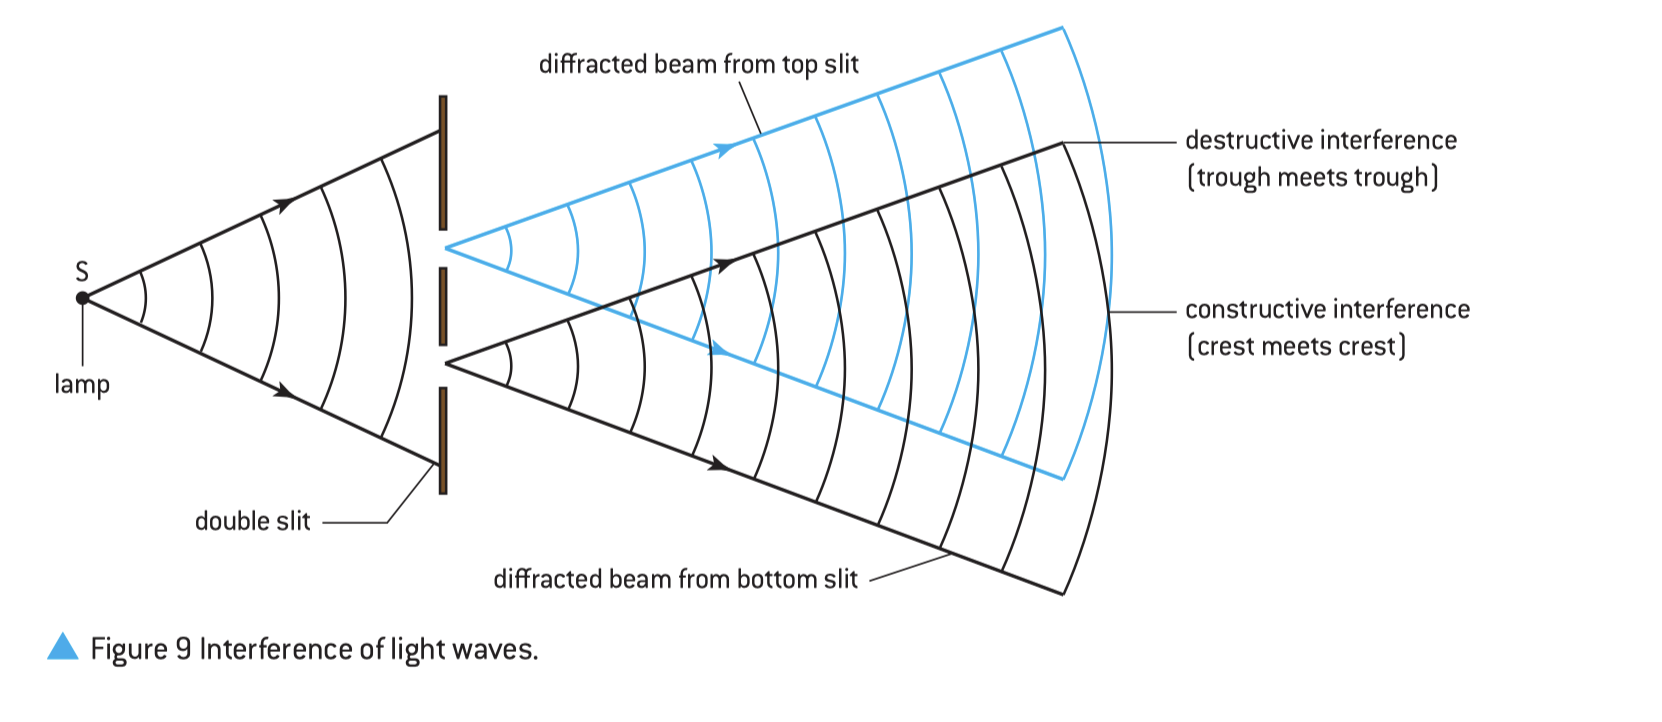 diffracted beam from top slit
destructive interference
(trough meets trough)
S
constructive interference
(crest meets crest)
lamp
double slit
diffracted beam from bottom slit
Figure 9 Interference of light waves.